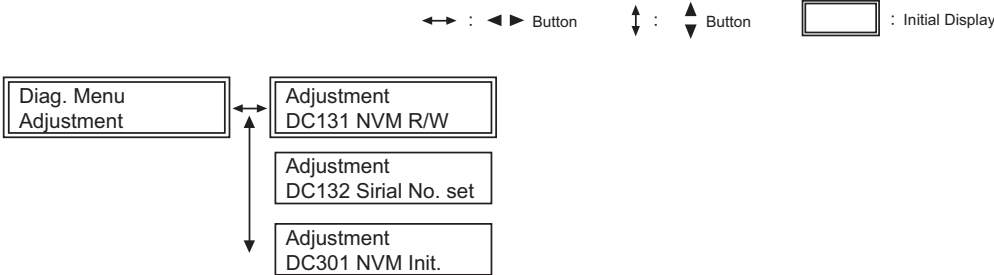 : ◀ ▶ Button
: ▲ ▼ Button
: Initial Display
Diag. Menu
Adjustment
Adjustment
DC131 NVM R/W
Adjustment
DC132 Sirial No. set
Adjustment
DC301 NVM Init.